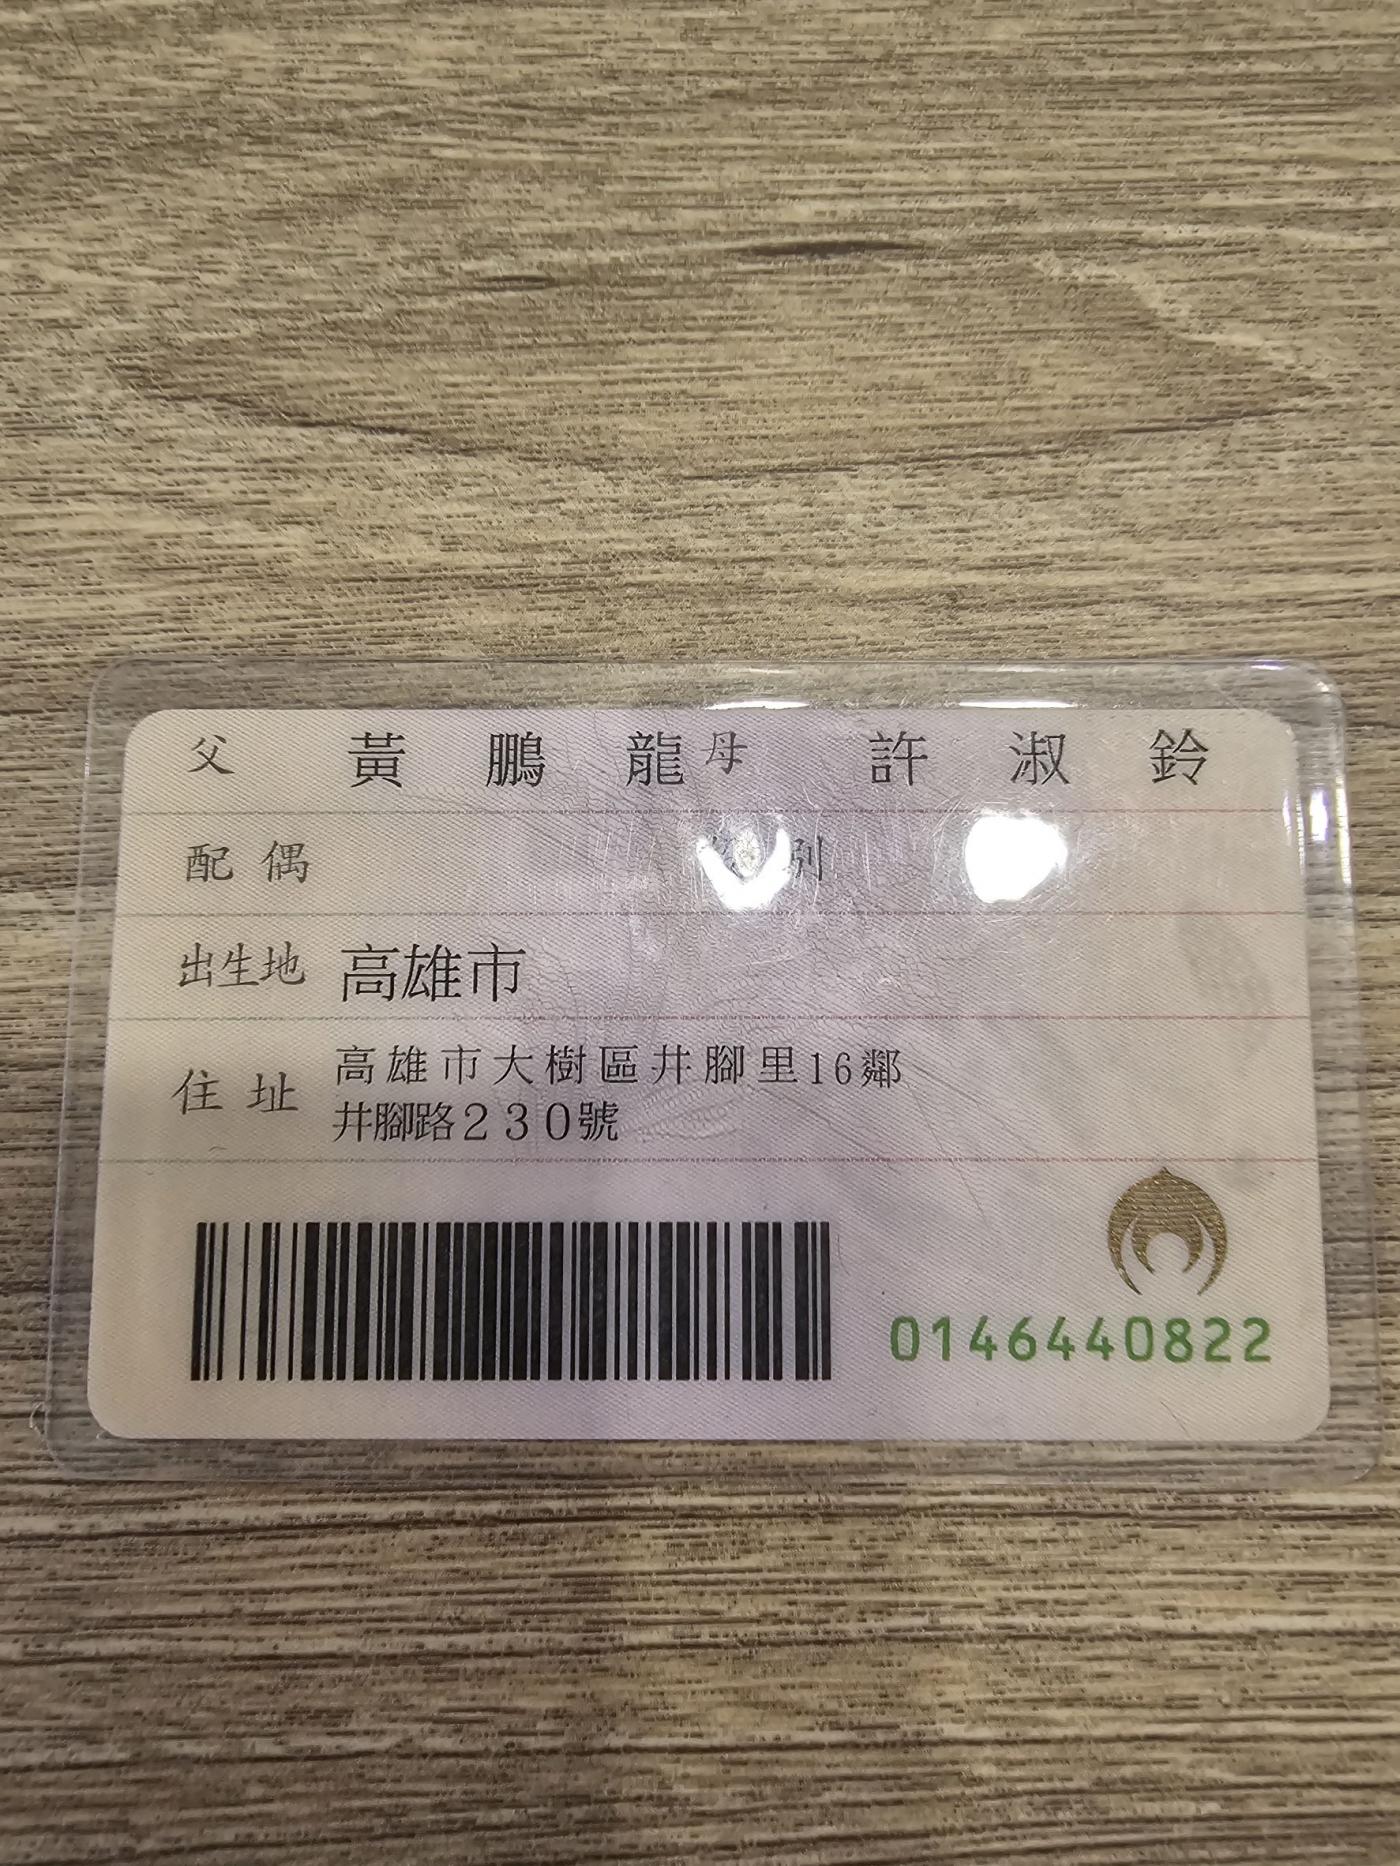 父 黃鵬龍 母 許淑鈴
配偶
出生地 高雄市
住址 高雄市大樹區井腳里16鄰
井腳路230號
0146440822